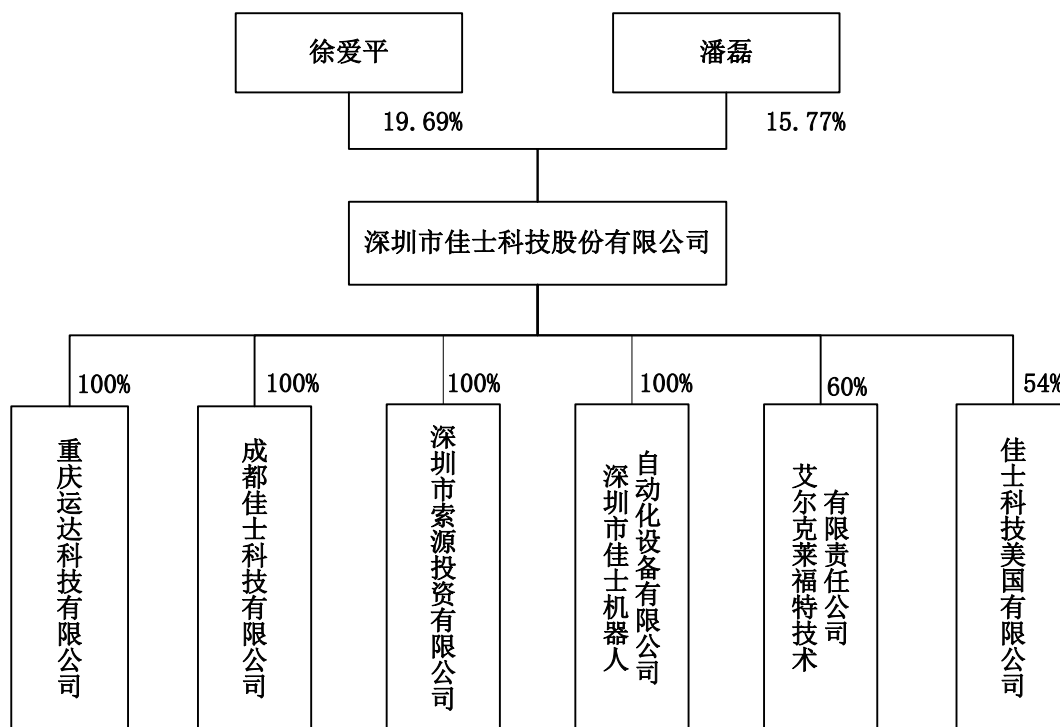 徐爱平
潘磊
19.69%
15.77%
深圳市佳士科技股份有限公司
100%
100%
100%
100%
60%
54%
重庆运达科技有限公司
成都佳士科技有限公司
深圳市索源投资有限公司
深圳市佳士机器人
自动化设备有限公司
艾尔克莱福特技术
有限责任公司
佳士科技美国有限公司